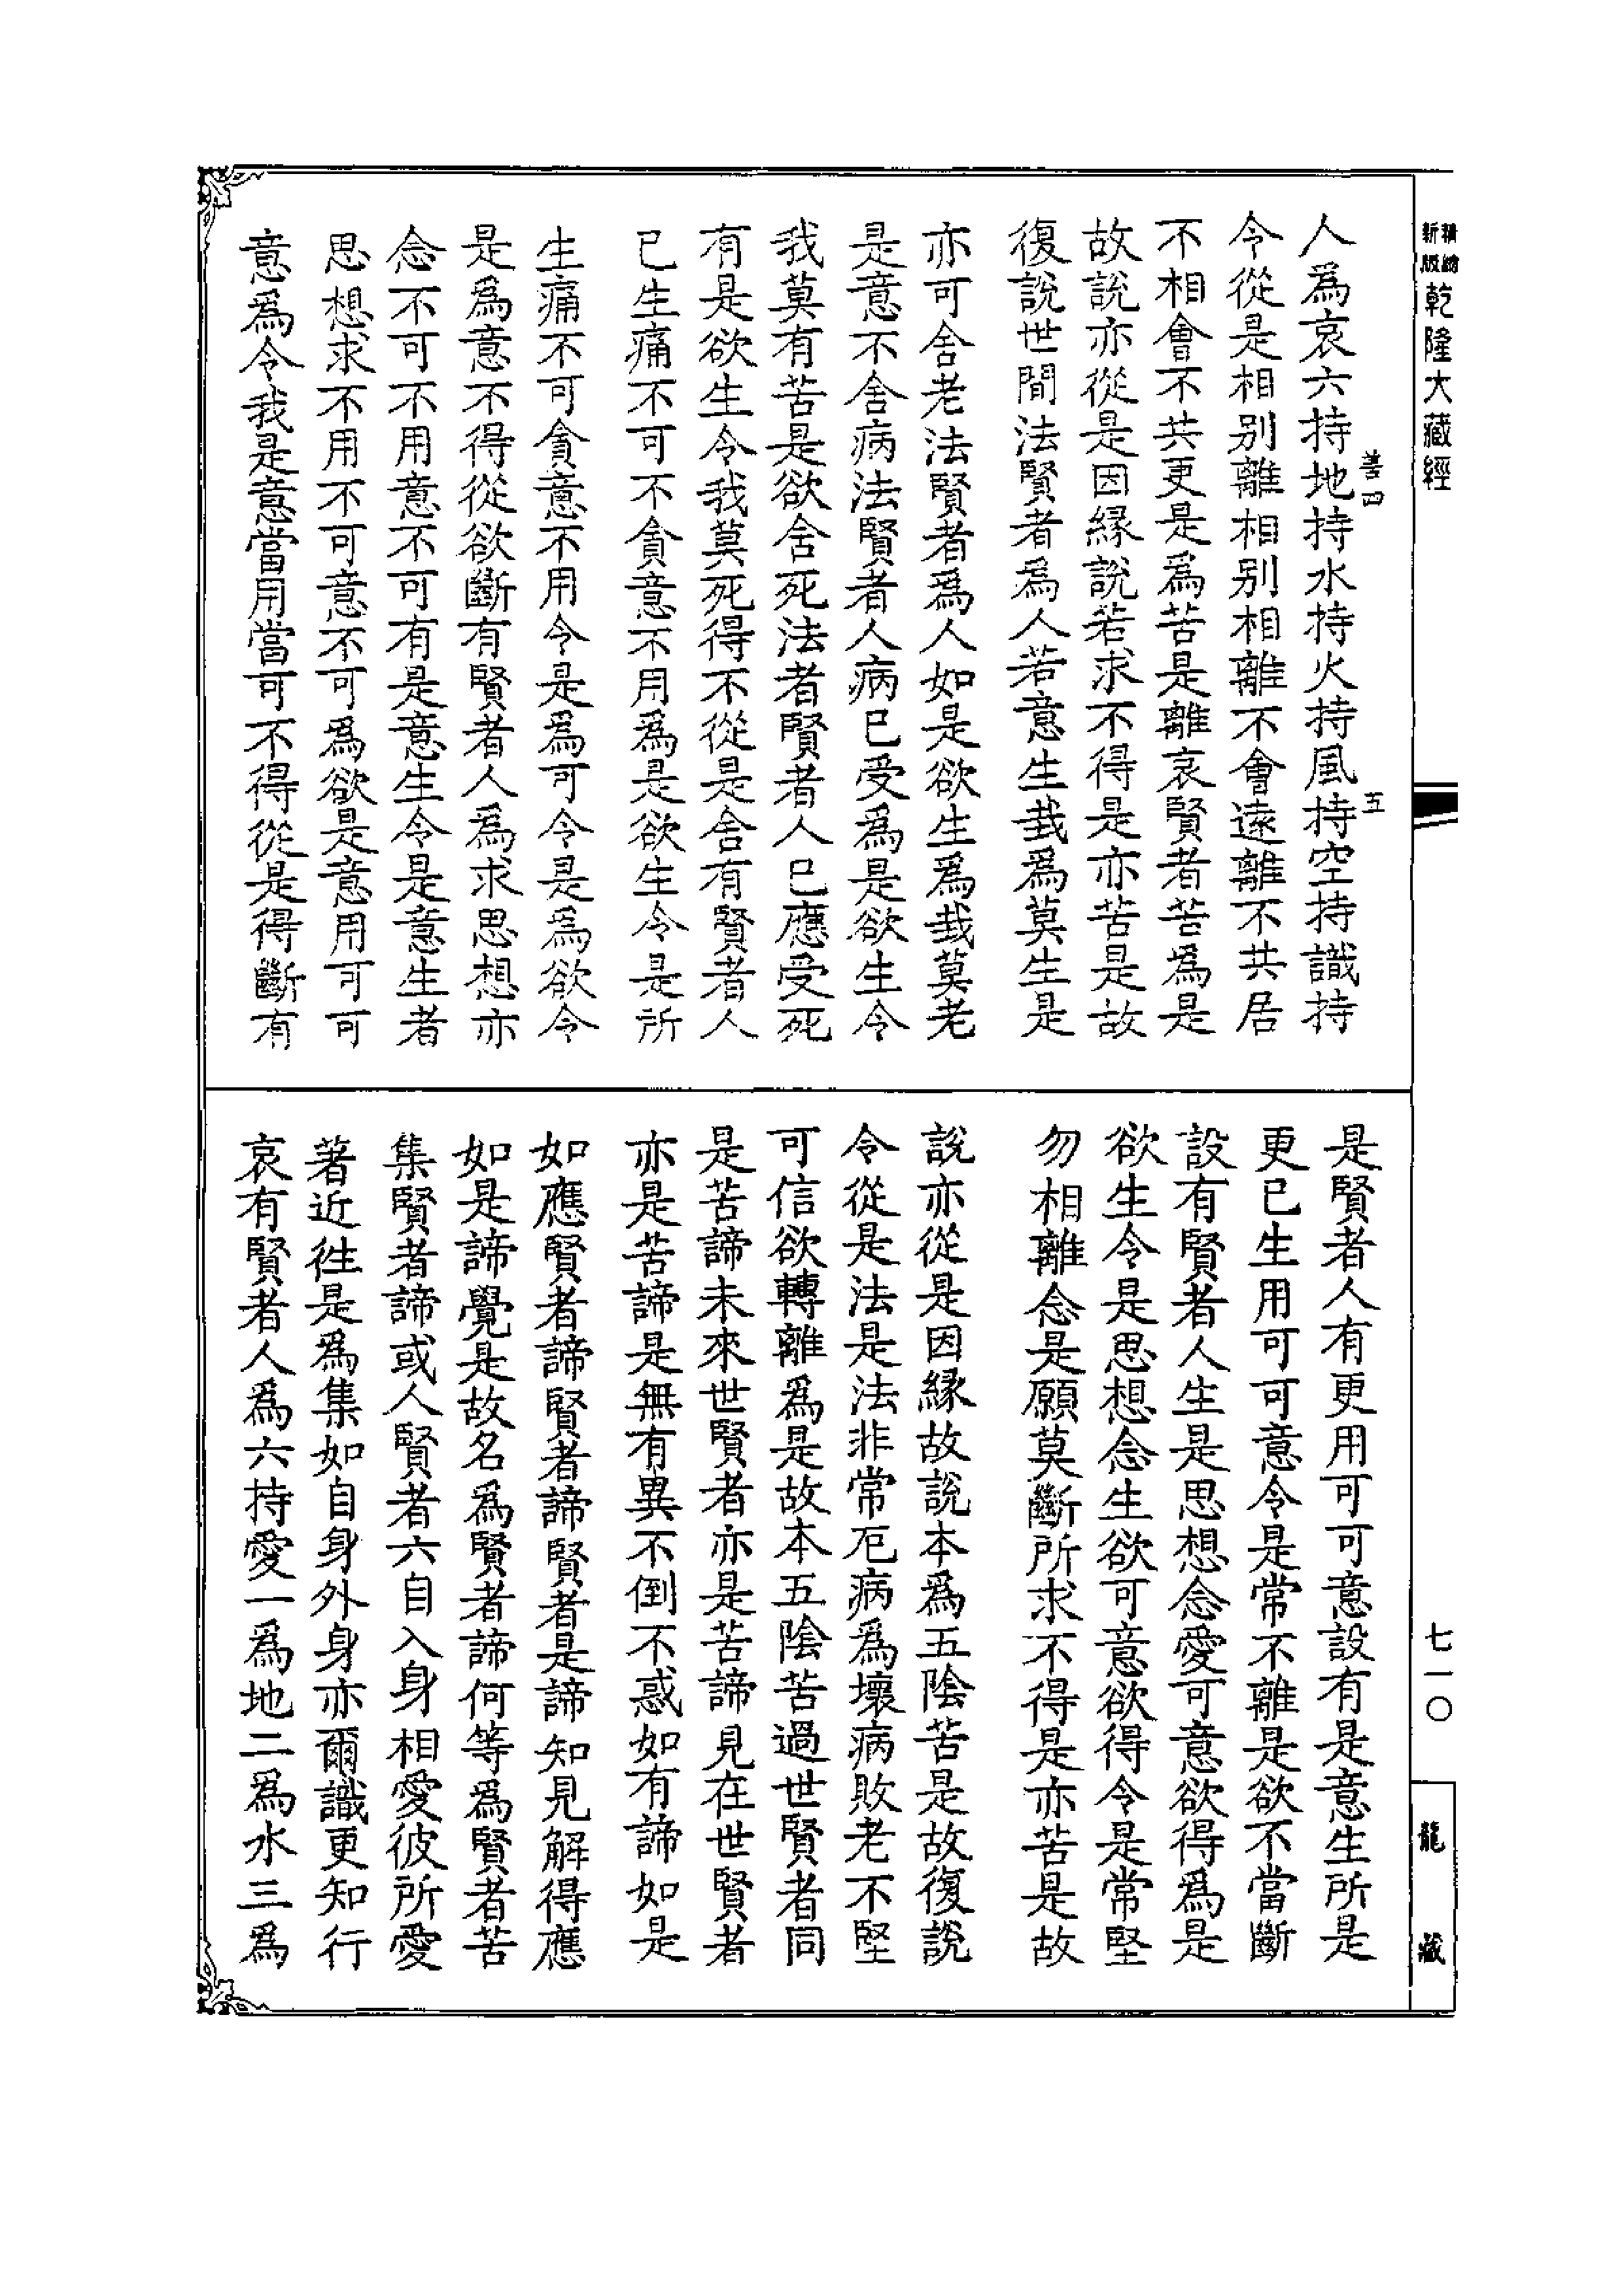 新版
精繪
乾隆大藏經
七一〇
龍藏
善四
五
人爲哀六持地持水持火持風持空持識持
令從是相別離相別相離不會遠離不共居
不相會不共更是爲苦是離哀賢者苦爲是
故說亦從是因緣說若求不得是亦苦是故
復說世間法賢者爲人若意生我爲莫生是
亦可舍老法賢者爲人如是欲生爲我莫老
是意不舍病法賢者人病已受爲是欲生令
我莫有苦是欲舍死法者賢者人已應受死
有是欲生令我莫死得不從是舍有賢者人
已生痛不可不貪意不用爲是欲生令是所
生痛不可貪意不用令是爲可令是爲欲令
是爲意不得從欲斷有賢者人爲求思想亦
念不可不用意不可有是意生令是意生者
思想求不用不可意不可爲欲是意用可可
意爲令我是意當用當可不得從是得斷有
是賢者人有更用可可意設有是意生所是
更已生用可可意令是常不離是欲不當斷
設有賢者人生是思想念愛可意欲得爲是
欲生令是思想念生欲可意欲得令是常堅
勿相離念是願莫斷所求不得是亦苦是故
說亦從是因緣故說本爲五陰苦是故復說
令從是法是法非常厄病爲壞病敗老不堅
可信欲轉離爲是故本五陰苦過世賢者同
是苦諦未來世賢者亦是苦諦見在世賢者
亦是苦諦是無有異不倒不惑如有諦如是
如應賢者諦賢者諦賢者是諦知見解得應
如是諦覺是故名爲賢者諦何等爲賢者苦
集賢者諦或人賢者六自入身相愛彼所愛
著近往是爲集如自身外身亦爾識更知行
哀有賢者人爲六持愛一爲地二爲水三爲